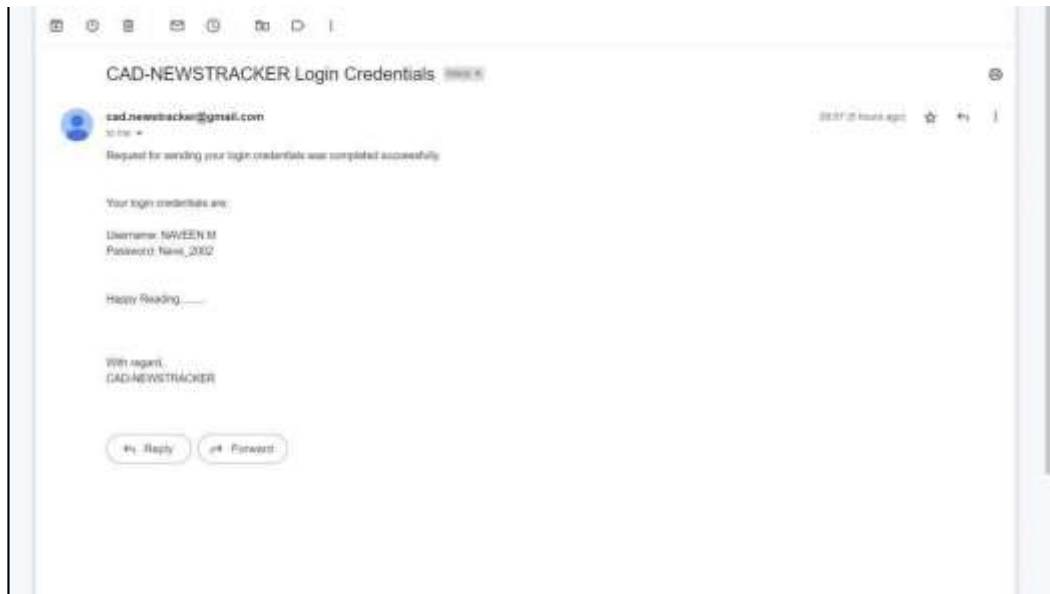 CAD-NEWSTRACKER Login Credentials
cad.newstracker@gmail.com
to me
Request for sending your login credentials was completed successfully
Your login credentials are:
Username: NAVEEN M
Password:
Happy Reading.......
With regard,
CAD-NEWSTRACKER
Reply
Forward